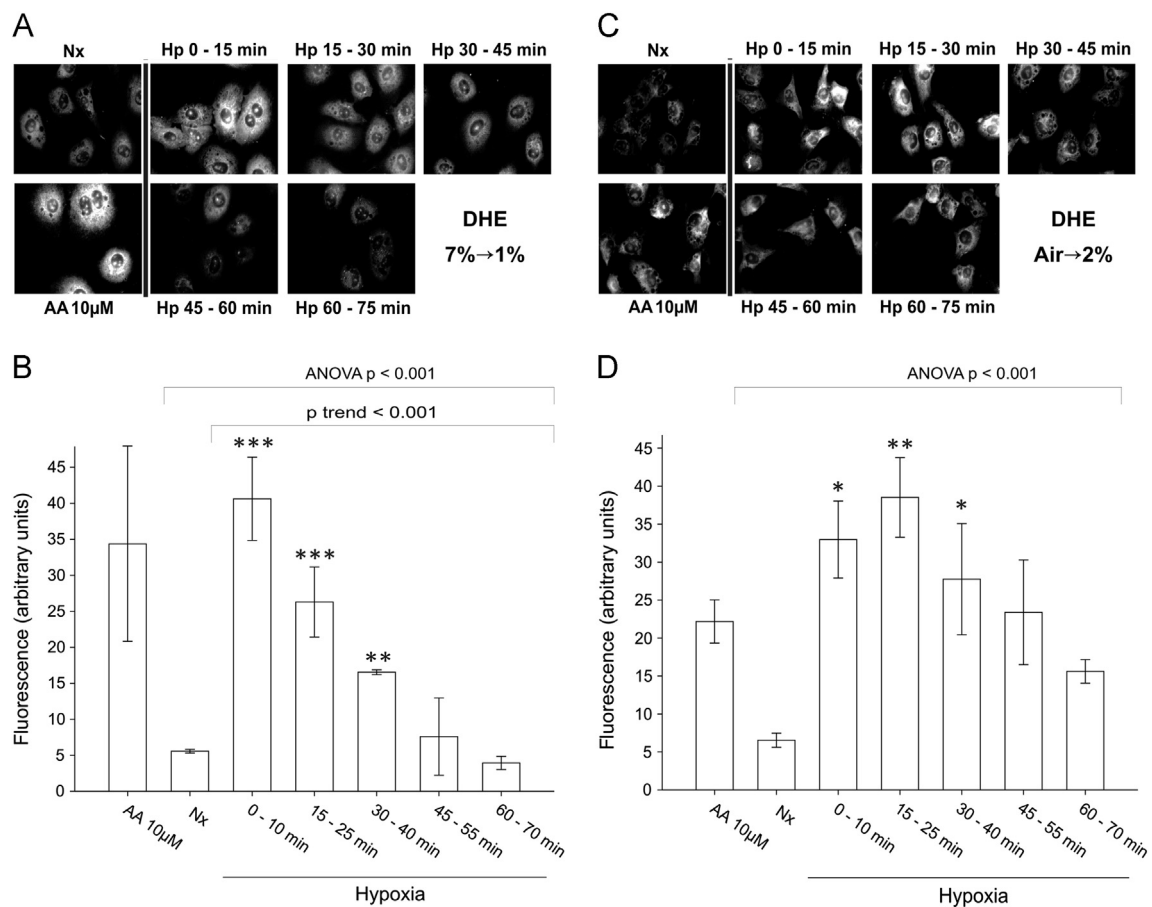 A
Nx
Hp 0 - 15 min
Hp 15 - 30 min
Hp 30 - 45 min
AA 10µM
Hp 45 - 60 min
Hp 60 - 75 min
DHE
7%→1%
C
Nx
Hp 0 - 15 min
Hp 15 - 30 min
Hp 30 - 45 min
AA 10µM
Hp 45 - 60 min
Hp 60 - 75 min
DHE
Air→2%
B
ANOVA p < 0.001
p trend < 0.001
Fluorescence (arbitrary units)
45
40
35
30
25
20
15
10
5
0
***
***
**
AA 10µM
Nx
0 - 10 min
15 - 25 min
30 - 40 min
45 - 55 min
60 - 70 min
Hypoxia
D
ANOVA p < 0.001
Fluorescence (arbitrary units)
45
40
35
30
25
20
15
10
5
0
*
**
*
AA 10µM
Nx
0 - 10 min
15 - 25 min
30 - 40 min
45 - 55 min
60 - 70 min
Hypoxia